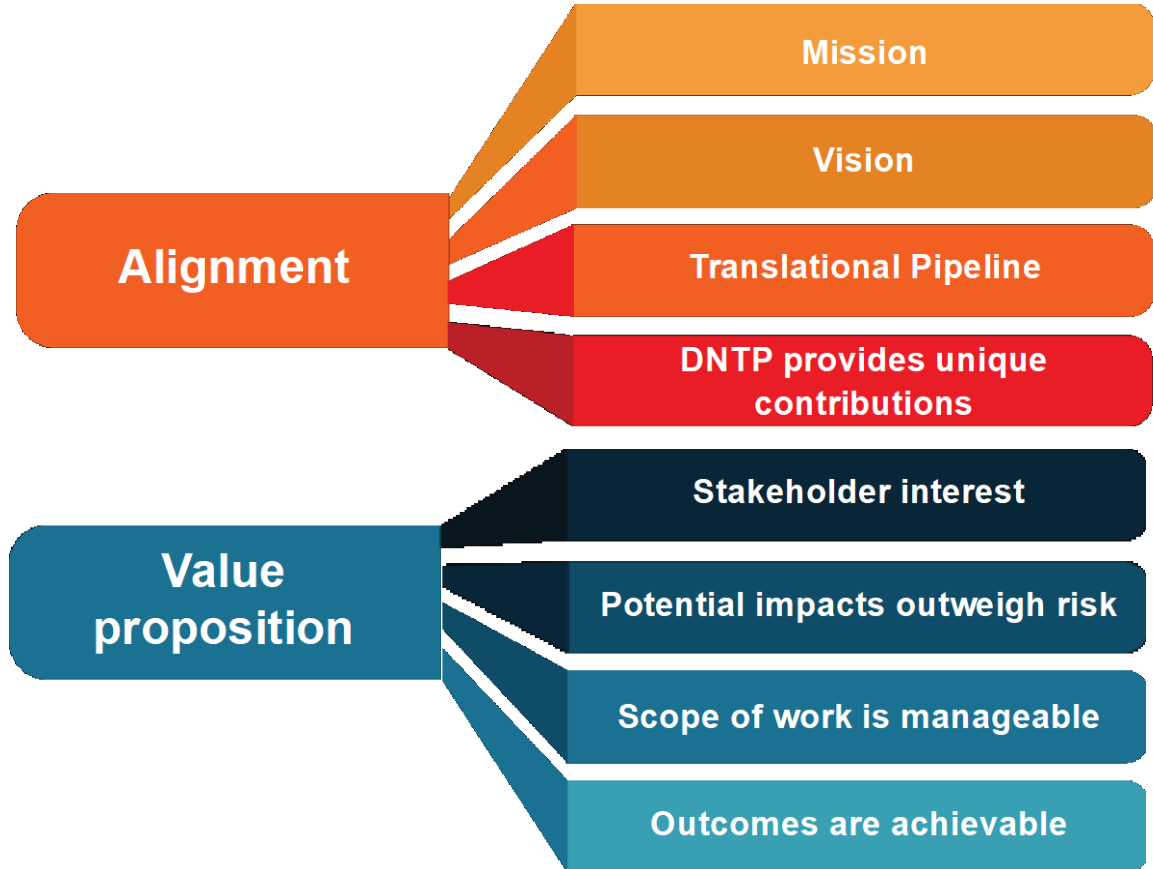 Alignment
Mission
Vision
Translational Pipeline
DNTP provides unique
contributions
Value
proposition
Stakeholder interest
Potential impacts outweigh risk
Scope of work is manageable
Outcomes are achievable